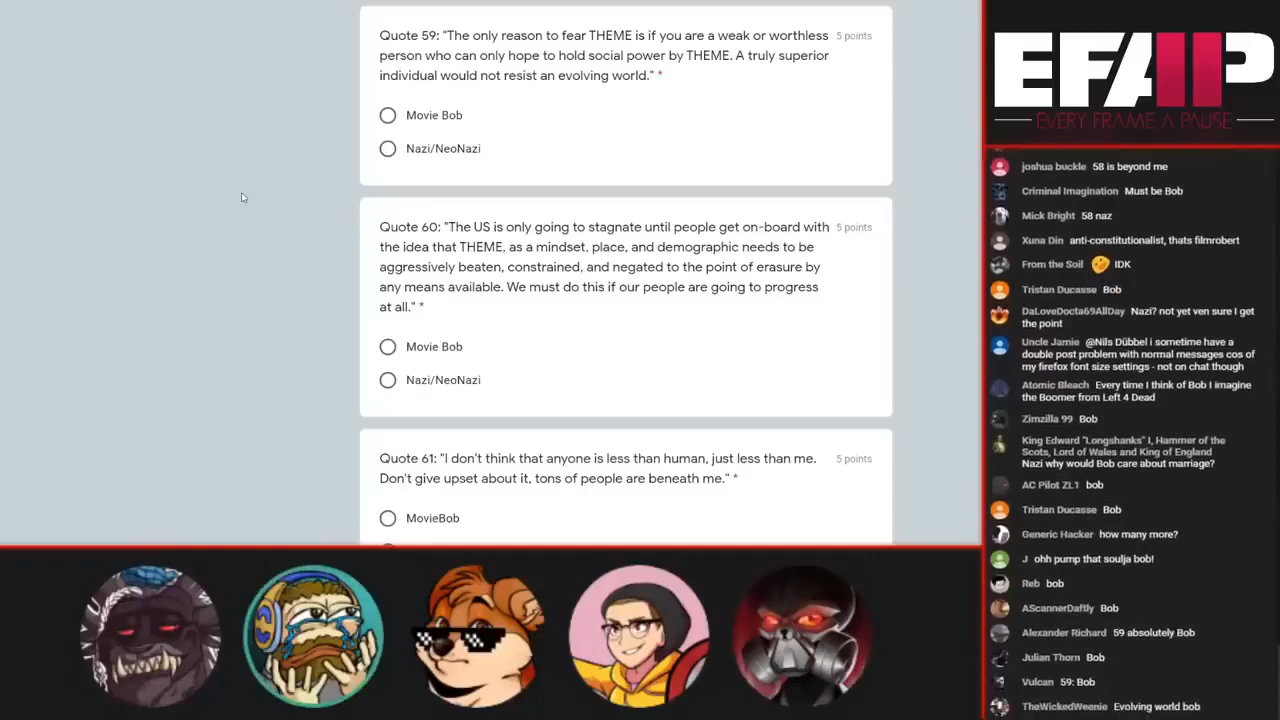 Quote 59: "The only reason to fear THEME is if you are a weak or worthless
5 points
person who can only hope to hold social power by THEME. A truly superior
individual would not resist an evolving world." *
Movie Bob
Nazi/NeoNazi
Quote 60: "The US is only going to stagnate until people get on-board with
5 points
the idea that THEME, as a mindset, place, and demographic needs to be
aggressively beaten, constrained, and negated to the point of erasure by
any means available. We must do this if our people are going to progress
at all." *
Movie Bob
Nazi/NeoNazi
Quote 61: "I don't think that anyone is less than human, just less than me.
5 points
Don't give upset about it, tons of people are beneath me." *
MovieBob
EFAP
EVERY FRAME A PAUSE
joshua buckle 58 is beyond me
Criminal Imagination Must be Bob
Mick Bright 58 naz
Xuna Din anti-constitutionalist, thats filmrobert
From the Soil IDK
Tristan Ducasse Bob
DaLoveDocta69AllDay Nazi? not yet ven sure I get
the point
Uncle Jamie @Nils Dübbel i sometime have a
double post problem with normal messages cos of
my firefox font size settings - not on chat though
Atomic Bleach Every time I think of Bob I imagine
the Boomer from Left 4 Dead
Zimzilla 99 Bob
King Edward "Longshanks" I, Hammer of the
Scots, Lord of Wales and King of England
Nazi why would Bob care about marriage?
AC Pilot ZL1 bob
Tristan Ducasse Bob
Generic Hacker how many more?
J ohh pump that soulja bob!
Reb bob
AScannerDaftly Bob
Alexander Richard 59 absolutely Bob
Julian Thorn Bob
Vulcan 59: Bob
TheWickedWeenie Evolving world bob